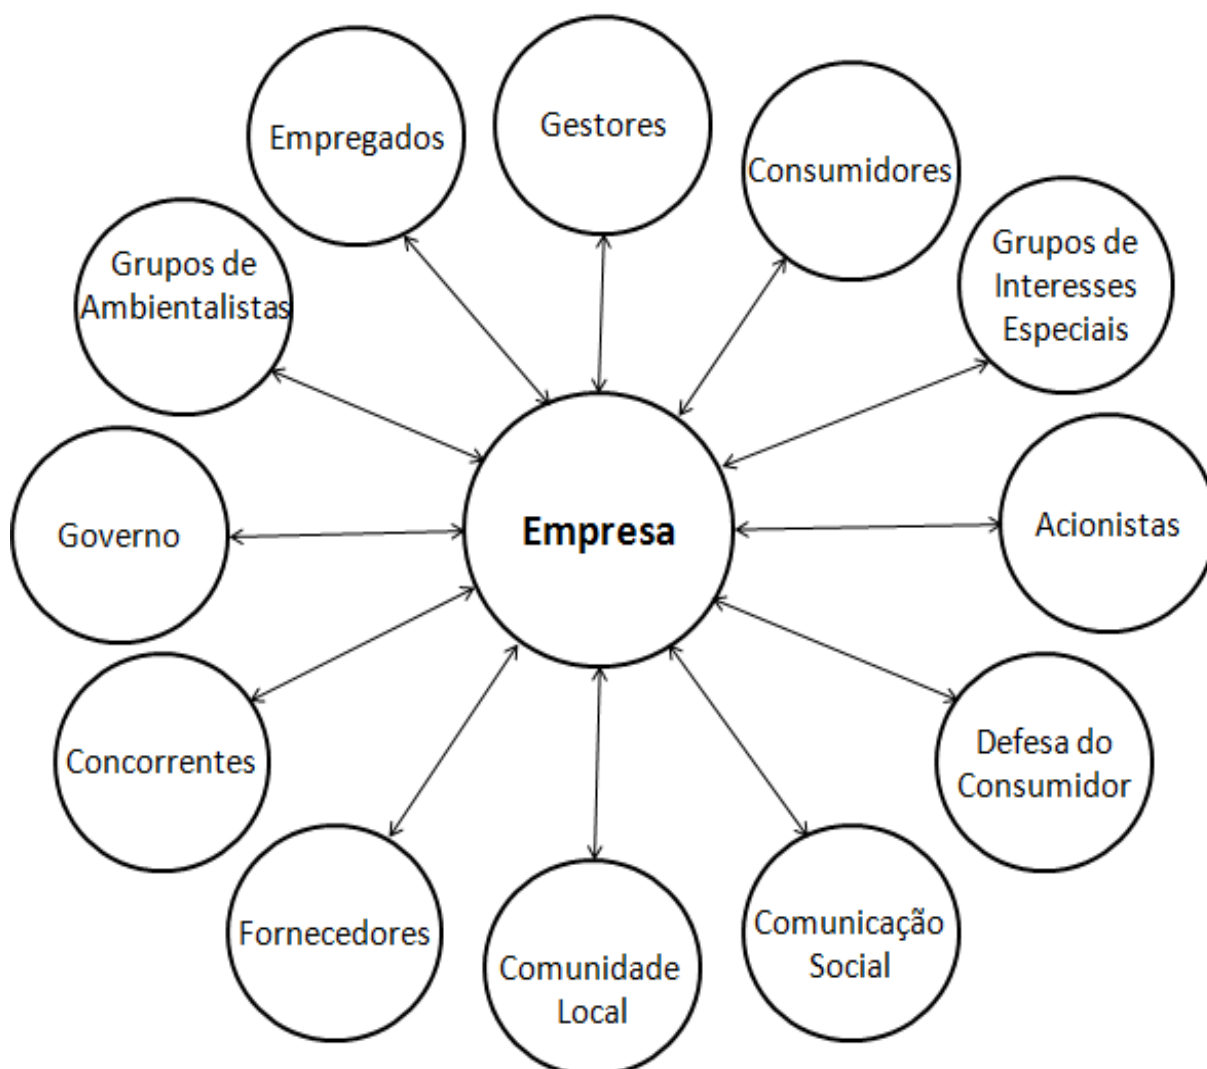 Gestores
Empregados
Consumidores
Grupos de
Ambientalistas
Grupos de
Interesses
Especiais
Governo
Empresa
Acionistas
Concorrentes
Defesa do
Consumidor
Fornecedores
Comunidade
Local
Comunicação
Social